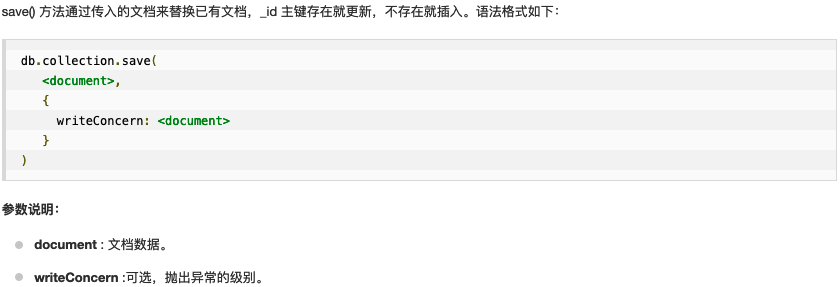 save() 方法通过传入的文档来替换已有文档，_id 主键存在就更新，不存在就插入。语法格式如下：
db.collection.save(
   <document>,
   {
     writeConcern: <document>
   }
)
参数说明：
document : 文档数据。
writeConcern :可选，抛出异常的级别。